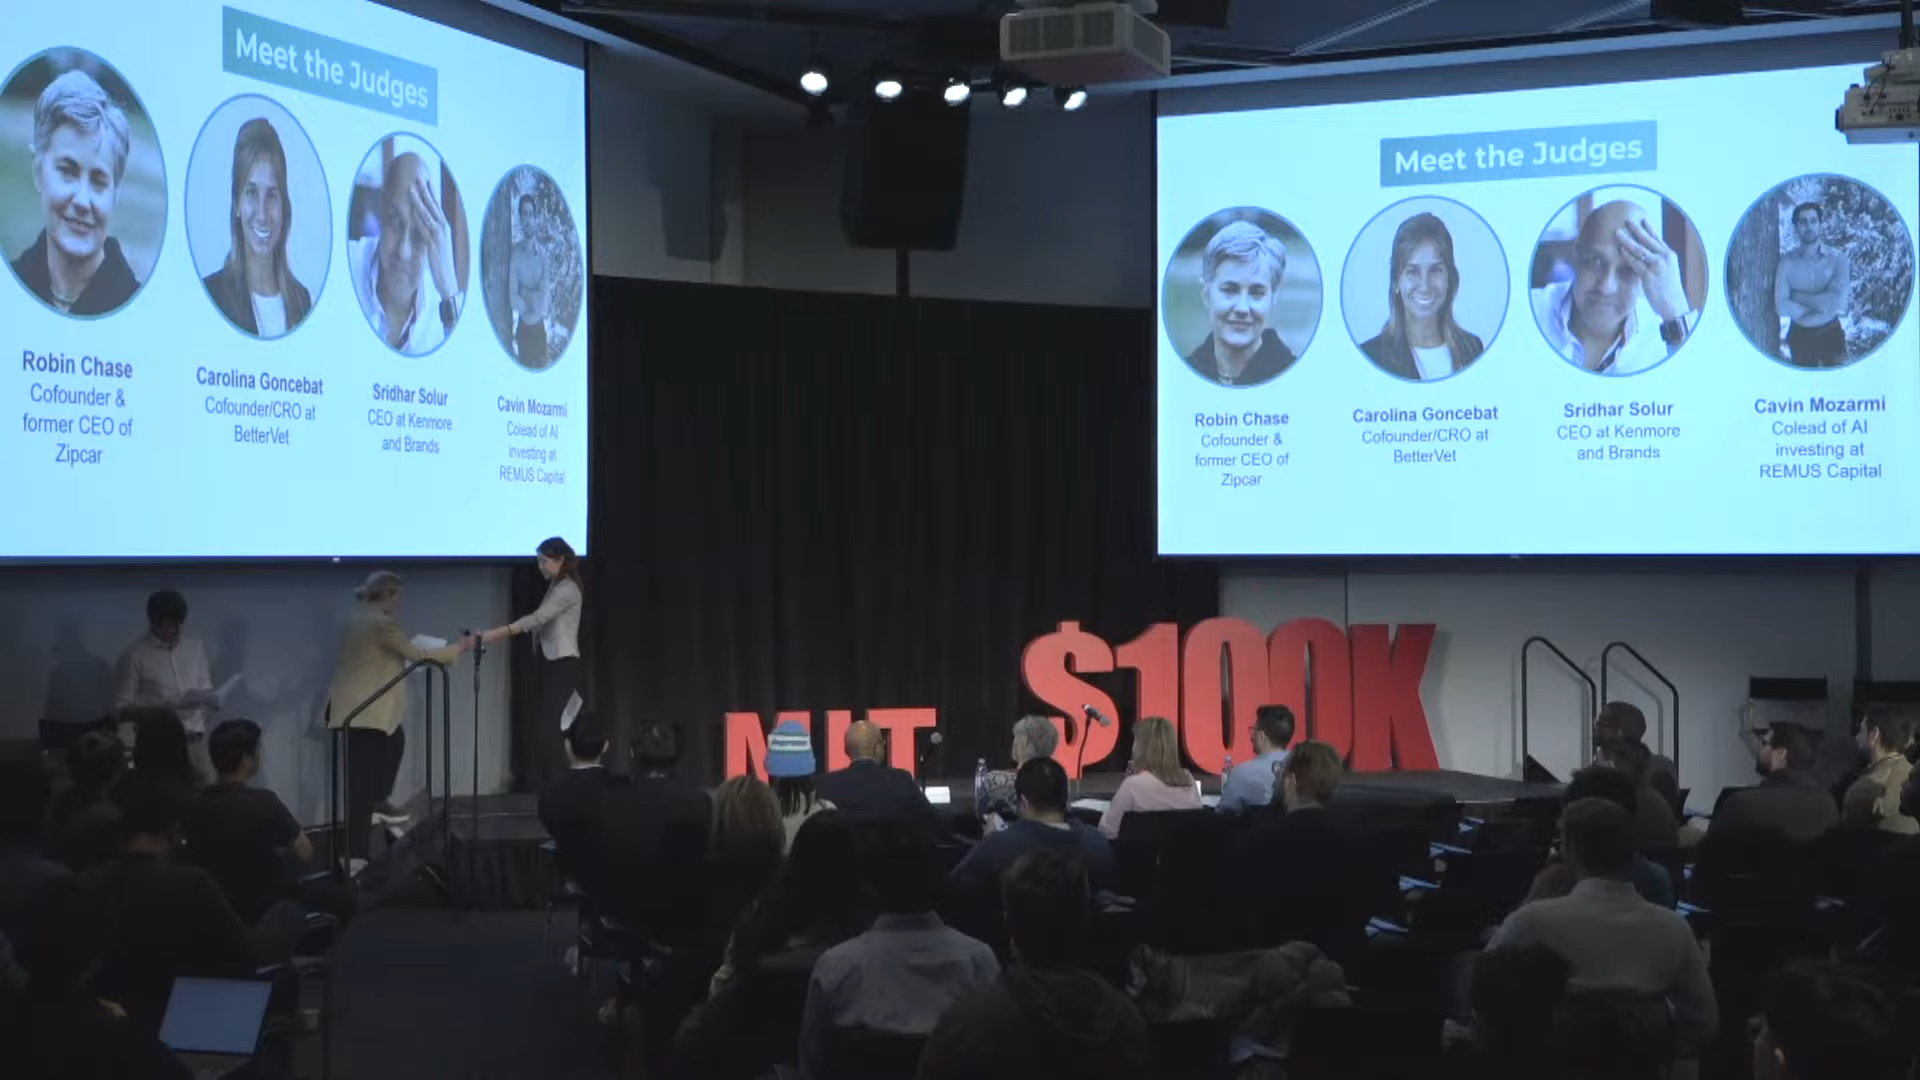 Meet the Judges
Robin Chase
Cofounder &
former CEO of
Zipcar
Carolina Goncebat
Cofounder/CRO at
BetterVet
Sridhar Solur
CEO at Kenmore
and Brands
Cavin Mozarmi
Colead of AI
investing at
REMUS Capital
Meet the Judges
Robin Chase
Cofounder &
former CEO of
Zipcar
Carolina Goncebat
Cofounder/CRO at
BetterVet
Sridhar Solur
CEO at Kenmore
and Brands
Cavin Mozarmi
Colead of AI
investing at
REMUS Capital
MIT
$100K